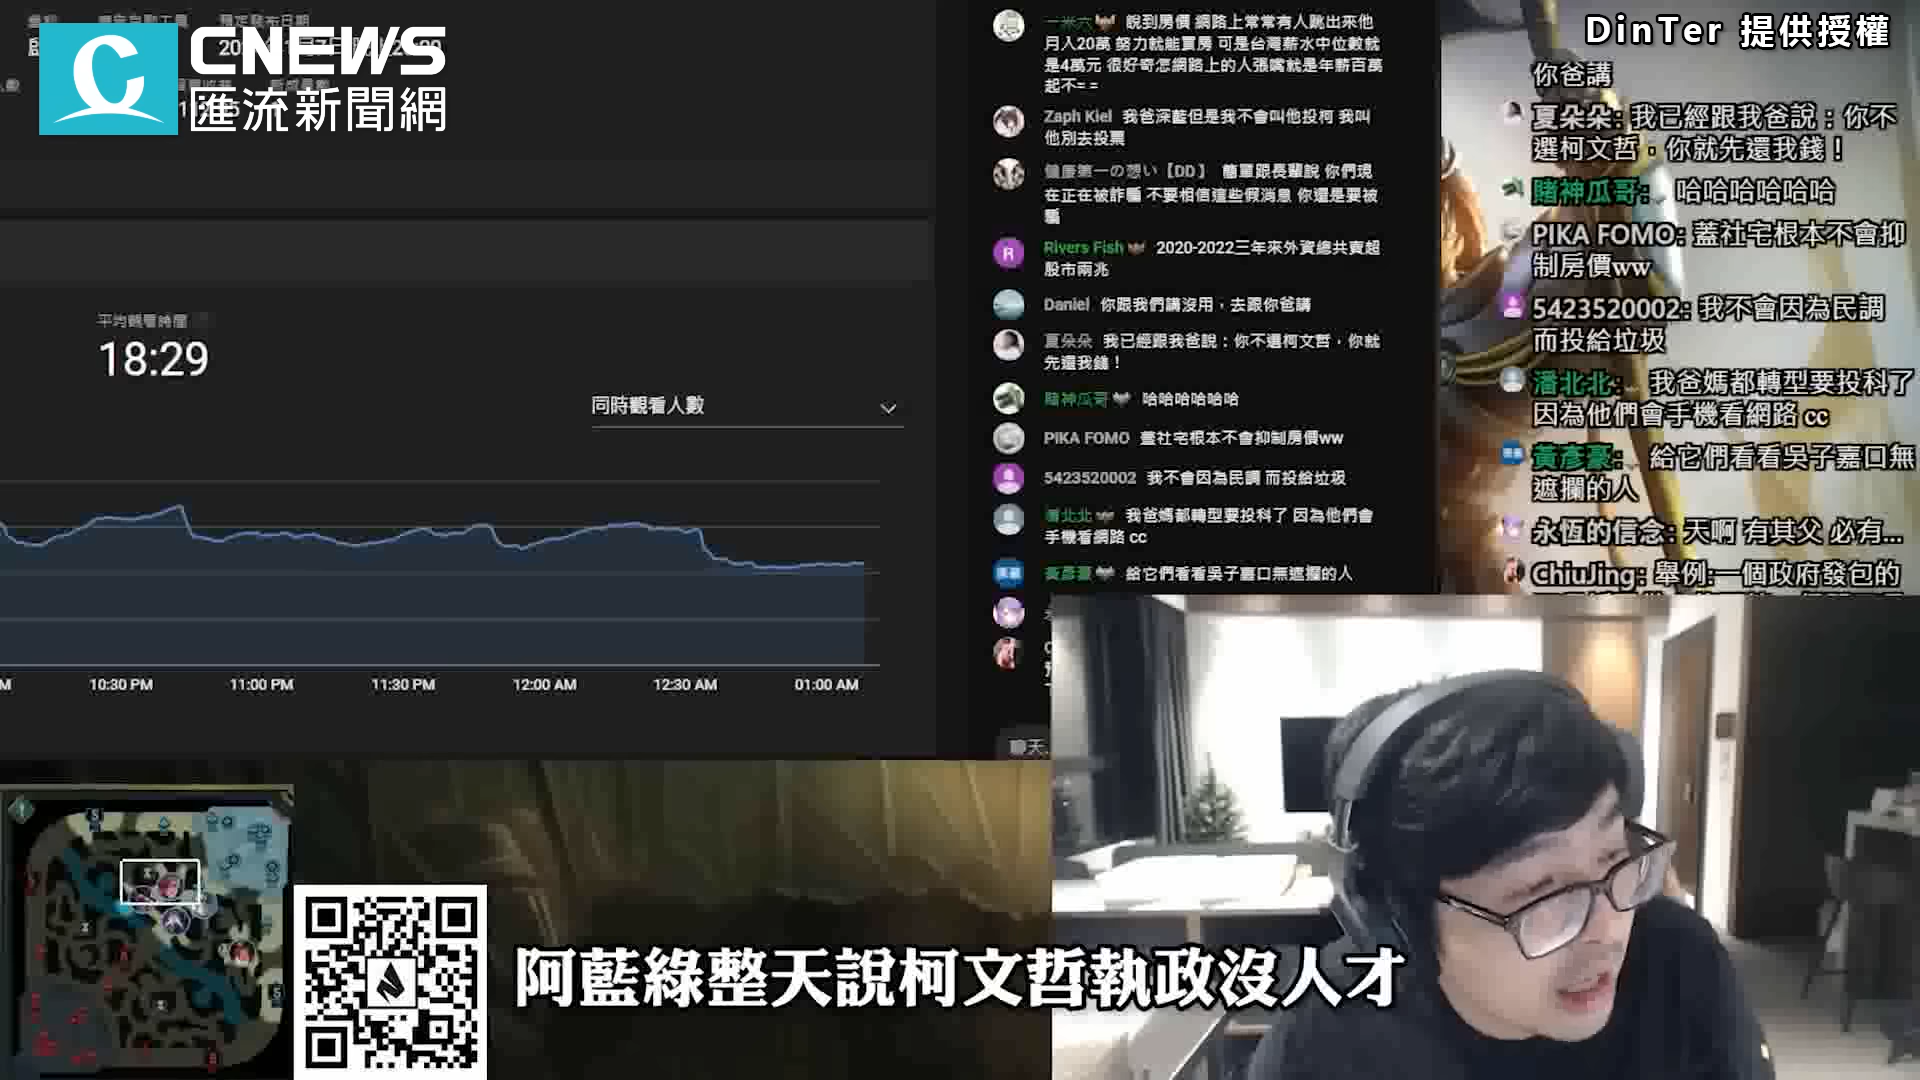 CNEWS
匯流新聞網
DinTer 提供授權
平均觀看時間
18:29
同時觀看人數
10:30 PM
11:00 PM
11:30 PM
12:00 AM
12:30 AM
01:00 AM
一米六 說到房價 網路上常常有人跳出來他
月入20萬 努力就能買房 可是台灣薪水中位數就
是4萬元 很好奇怎網路上的人張嘴就是年薪百萬
起不= =
Zaph Kiel 我爸深藍但是我不會叫他投柯 我叫
他別去投票
健康第一の想い【DD】 簡單跟長輩說 你們現
在正在被詐騙 不要相信這些假消息 你還是要被
騙
Rivers Fish 2020-2022三年來外資總共賣超
股市兩兆
Daniel 你跟我們講沒用，去跟你爸講
夏朵朵 我已經跟我爸說：你不選柯文哲，你就
先還我錢！
賭神瓜哥 哈哈哈哈哈哈
PIKA FOMO 蓋社宅根本不會抑制房價ww
5423520002 我不會因為民調 而投給垃圾
潘北北 我爸媽都轉型要投科了 因為他們會
手機看網路 cc
黃彥豪 給它們看看吳子嘉口無遮攔的人
聊天
你爸講
夏朵朵: 我已經跟我爸說：你不
選柯文哲，你就先還我錢！
賭神瓜哥: 哈哈哈哈哈哈
PIKA FOMO: 蓋社宅根本不會抑
制房價ww
5423520002: 我不會因為民調
而投給垃圾
潘北北: 我爸媽都轉型要投科了
因為他們會手機看網路 cc
黃彥豪: 給它們看看吳子嘉口無
遮攔的人
永恆的信念: 天啊 有其父 必有...
ChiuJing: 舉例:一個政府發包的
阿藍綠整天說柯文哲執政沒人才